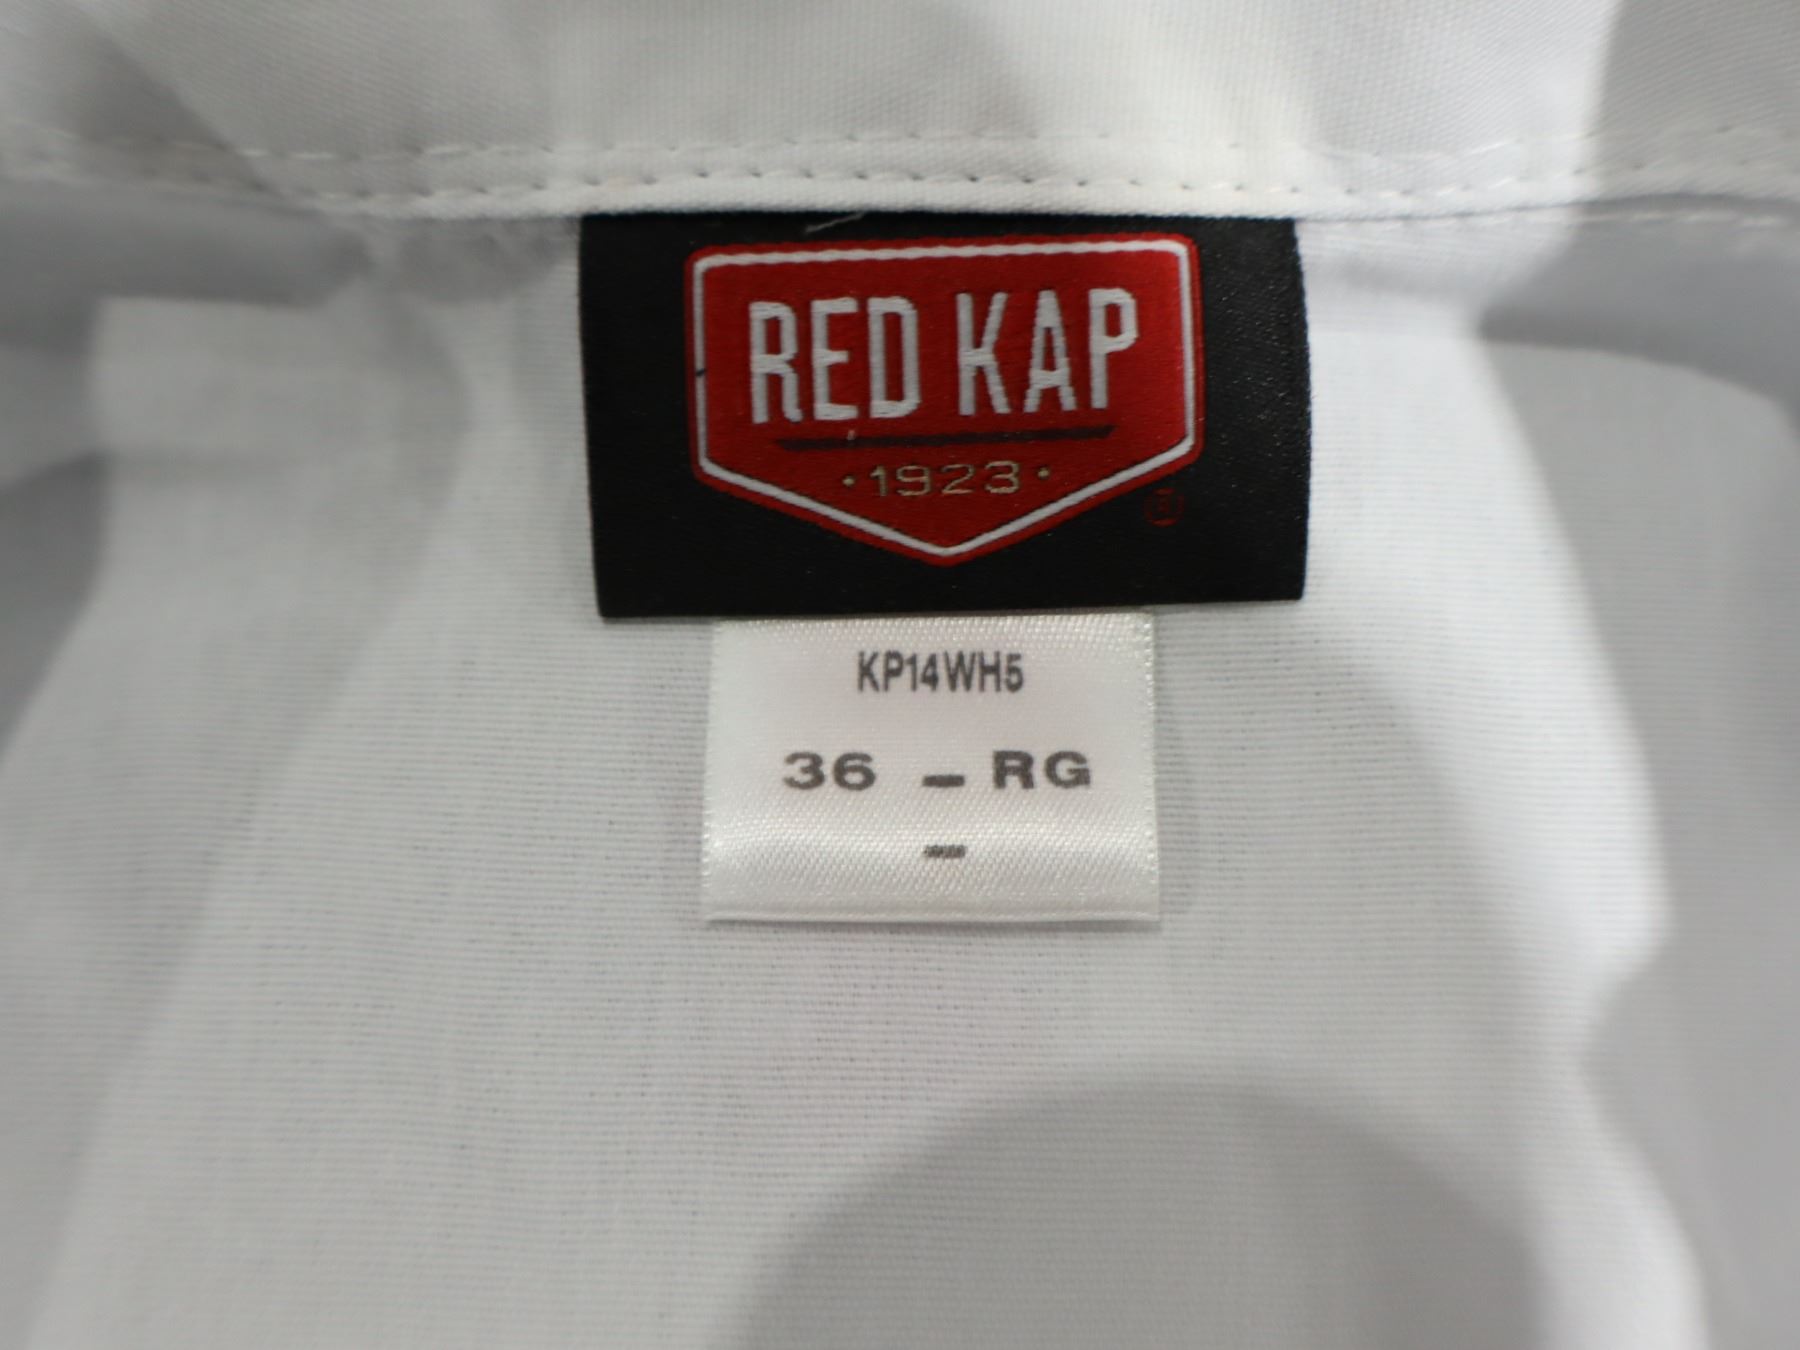 RED KAP
·1923·
®
KP14WH5
36 - RG
-